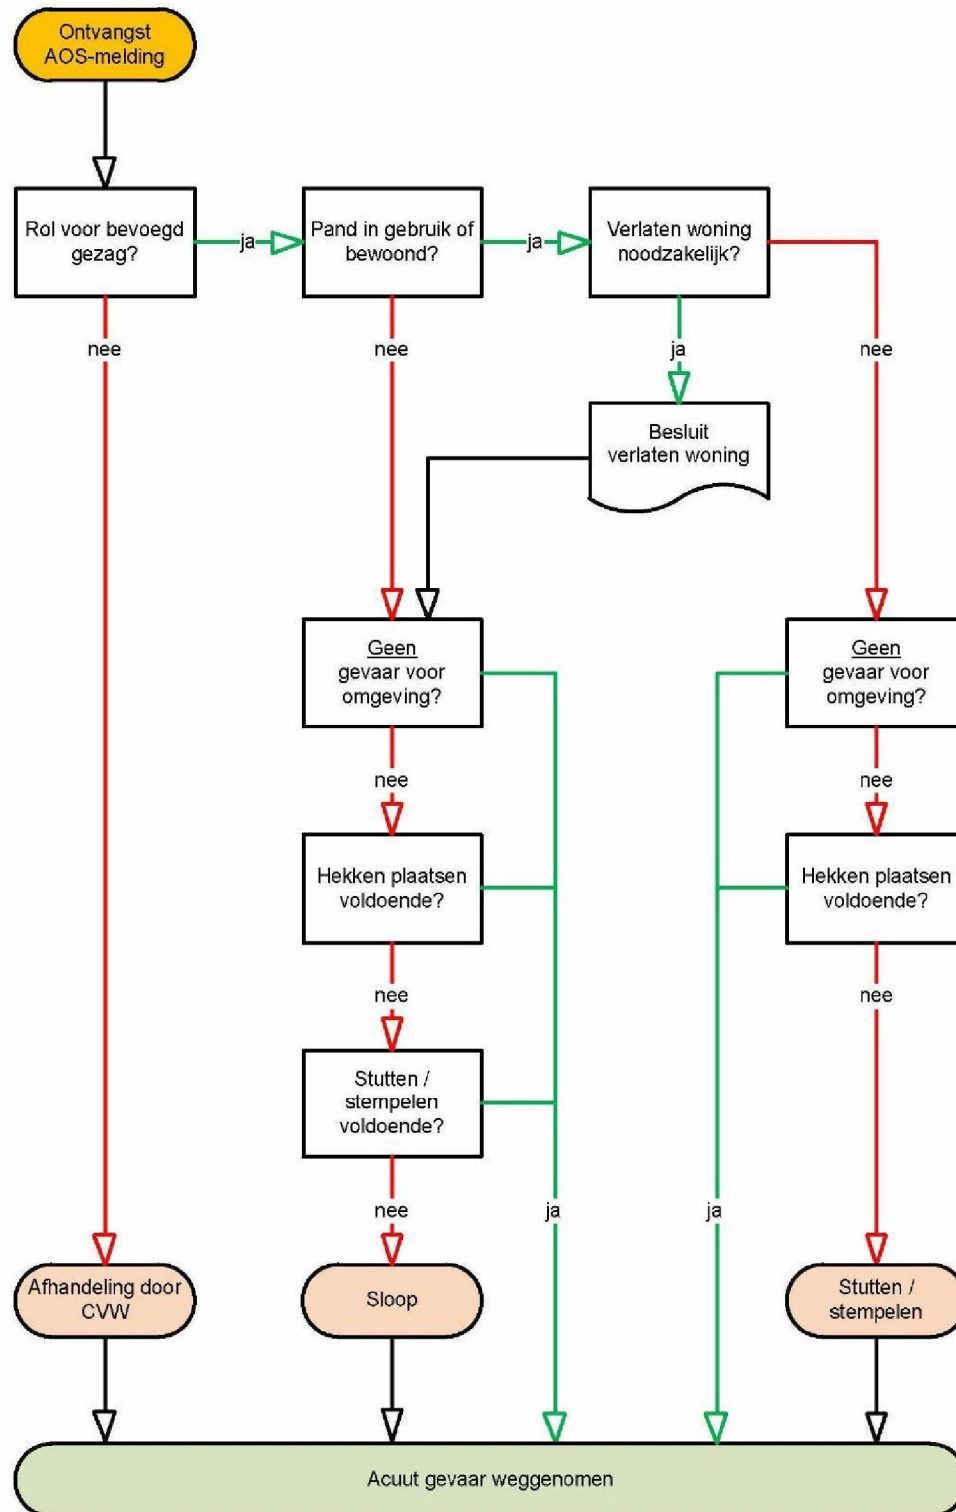 Ontvangst
AOS-melding
Rol voor bevoegd
gezag?
ja
Pand in gebruik of
bewoond?
ja
Verlaten woning
noodzakelijk?
nee
nee
ja
nee
Besluit
verlaten woning
Geen
gevaar voor
omgeving?
Geen
gevaar voor
omgeving?
nee
nee
Hekken plaatsen
voldoende?
Hekken plaatsen
voldoende?
nee
nee
Stutten /
stempelen
voldoende?
nee
ja
ja
Afhandeling door
CVW
Sloop
Stutten /
stempelen
Acuut gevaar weggenomen